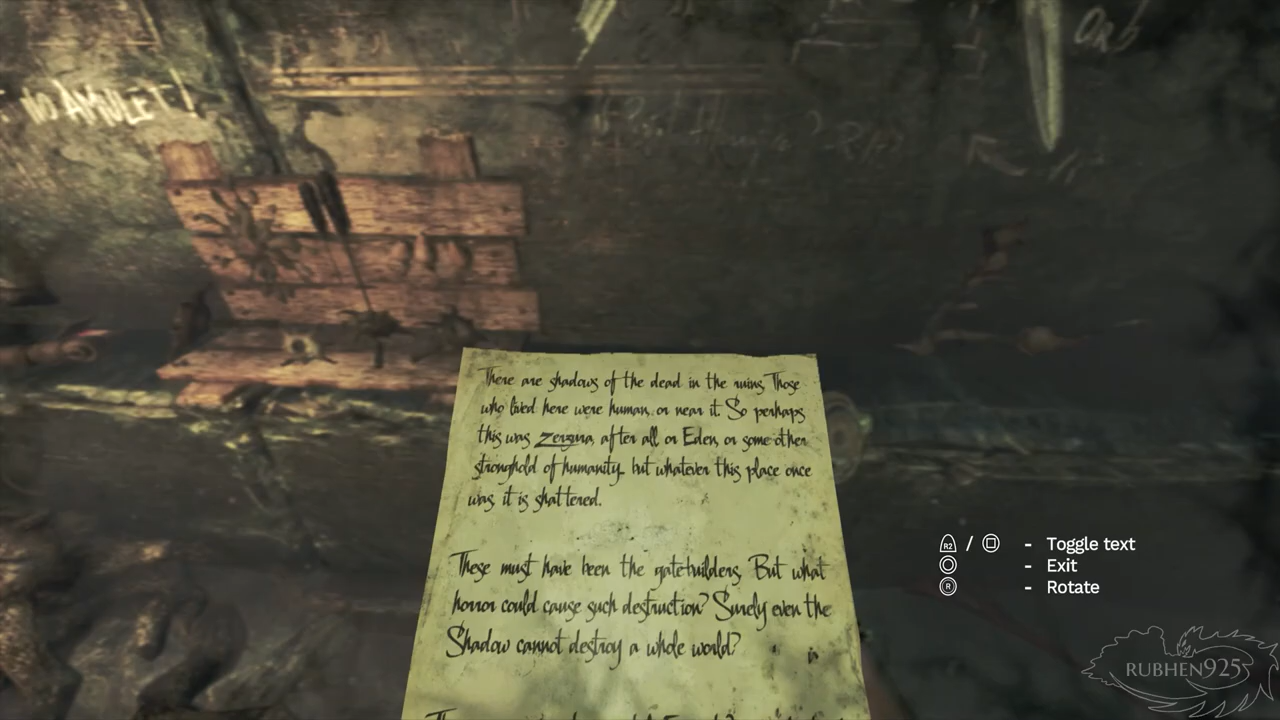 NO AMULET!
Orb
There are shadows of the dead in the ruins. Those
who lived here were human, or near it. So perhaps
this was Zerzura, after all or Eden, or some other
stronghold of humanity... but whatever this place once
was, it is shattered.
These must have been the gatebuilders. But what
horror could cause such destruction? Surely even the
Shadow cannot destroy a whole world?
R2 / - Toggle text
- Exit
R - Rotate
RUBHEN925